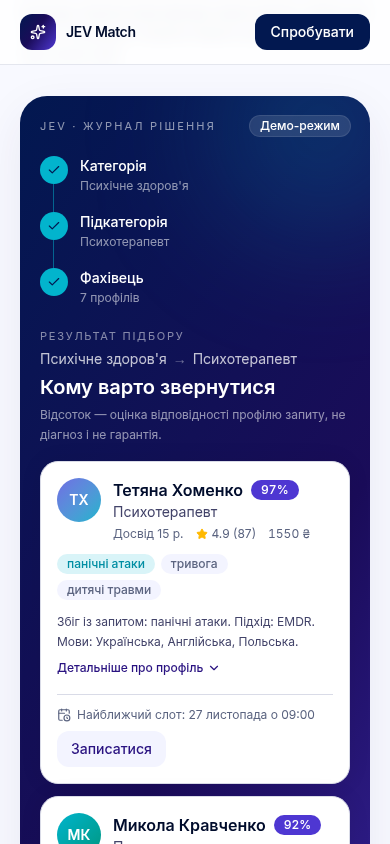 JEV Match
Спробувати
JEV · ЖУРНАЛ РІШЕННЯ
Демо-режим
Категорія
Психічне здоров'я
Підкатегорія
Психотерапевт
Фахівець
7 профілів
РЕЗУЛЬТАТ ПІДБОРУ
Психічне здоров'я → Психотерапевт
Кому варто звернутися
Відсоток — оцінка відповідності профілю запиту, не
діагноз і не гарантія.
ТХ
Тетяна Хоменко 97%
Психотерапевт
Досвід 15 р. 4.9 (87) 1550 ₴
панічні атаки тривога
дитячі травми
Збіг із запитом: панічні атаки. Підхід: EMDR.
Мови: Українська, Англійська, Польська.
Детальніше про профіль
Найближчий слот: 27 листопада о 09:00
Записатися
МК
Микола Кравченко 92%